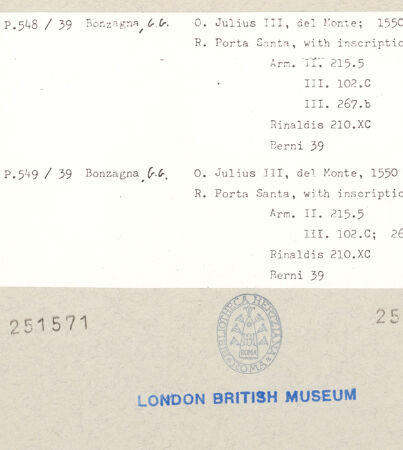 P.548 / 39 Bonzagna, G.G. O. Julius III, del Monte; 1550
R. Porta Santa, with inscriptio
Arm. II. 215.5
III. 102.C
III. 267.b
Rinaldis 210.XC
Berni 39
P.549 / 39 Bonzagna, G.G. O. Julius III, del Monte, 1550
R. Porta Santa, with inscriptio
Arm. II. 215.5
III. 102.C; 26
Rinaldis 210.XC
Berni 39
251571 25
BIBLIOTHECA HERTZIANA
ROMA
ROMA
LONDON BRITISH MUSEUM